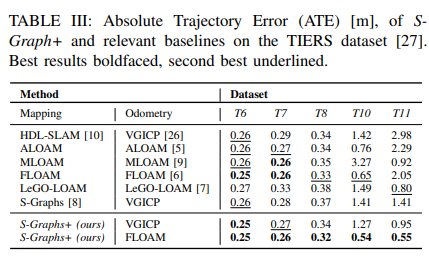 TABLE III: Absolute Trajectory Error (ATE) [m], of S-
Graph+ and relevant baselines on the TIERS dataset [27].
Best results boldfaced, second best underlined.
Method Dataset
Mapping Odometry T6 T7 T8 T10 T11
HDL-SLAM [10] VGICP [26] 0.26 0.29 0.34 1.42 2.98
ALOAM ALOAM [5] 0.26 0.27 0.34 0.76 2.29
MLOAM MLOAM [9] 0.26 0.26 0.35 3.27 0.92
FLOAM FLOAM [6] 0.25 0.26 0.33 0.65 2.05
LeGO-LOAM LeGO-LOAM [7] 0.27 0.33 0.38 1.49 0.80
S-Graphs [8] VGICP 0.26 0.28 0.37 1.41 1.41
S-Graphs+ (ours) VGICP 0.25 0.27 0.34 1.27 0.95
S-Graphs+ (ours) FLOAM 0.25 0.26 0.32 0.54 0.55